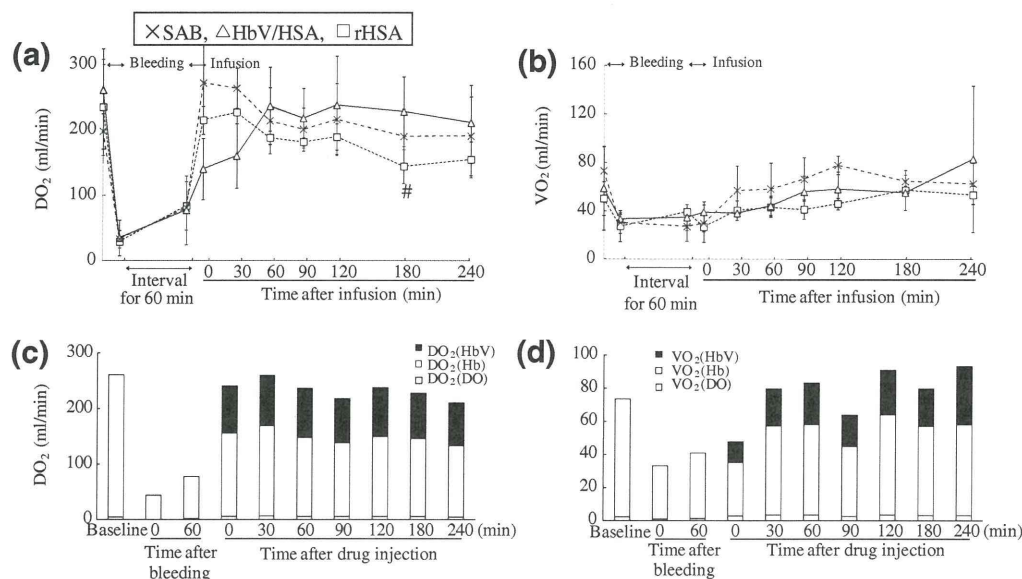 × SAB, △ HbV/HSA, □ rHSA
(a)
DO₂ (ml/min)
300
200
100
0
Bleeding
Infusion
#
0 30 60 90 120 180 240
Interval
for 60 min
Time after infusion (min)
(b)
VO₂ (ml/min)
160
120
80
40
0
Bleeding
Infusion
0 30 60 90 120 180 240
Interval
for 60 min
Time after infusion (min)
(c)
DO₂ (ml/min)
300
200
100
0
■ DO₂(HbV)
□ DO₂(Hb)
□ DO₂(DO)
Baseline 0 60 0 30 60 90 120 180 240 (min)
Time after
bleeding
Time after drug injection
(d)
100
80
60
40
20
0
■ VO₂(HbV)
□ VO₂(Hb)
□ VO₂(DO)
Baseline 0 60 0 30 60 90 120 180 240 (min)
Time after
bleeding
Time after drug injection